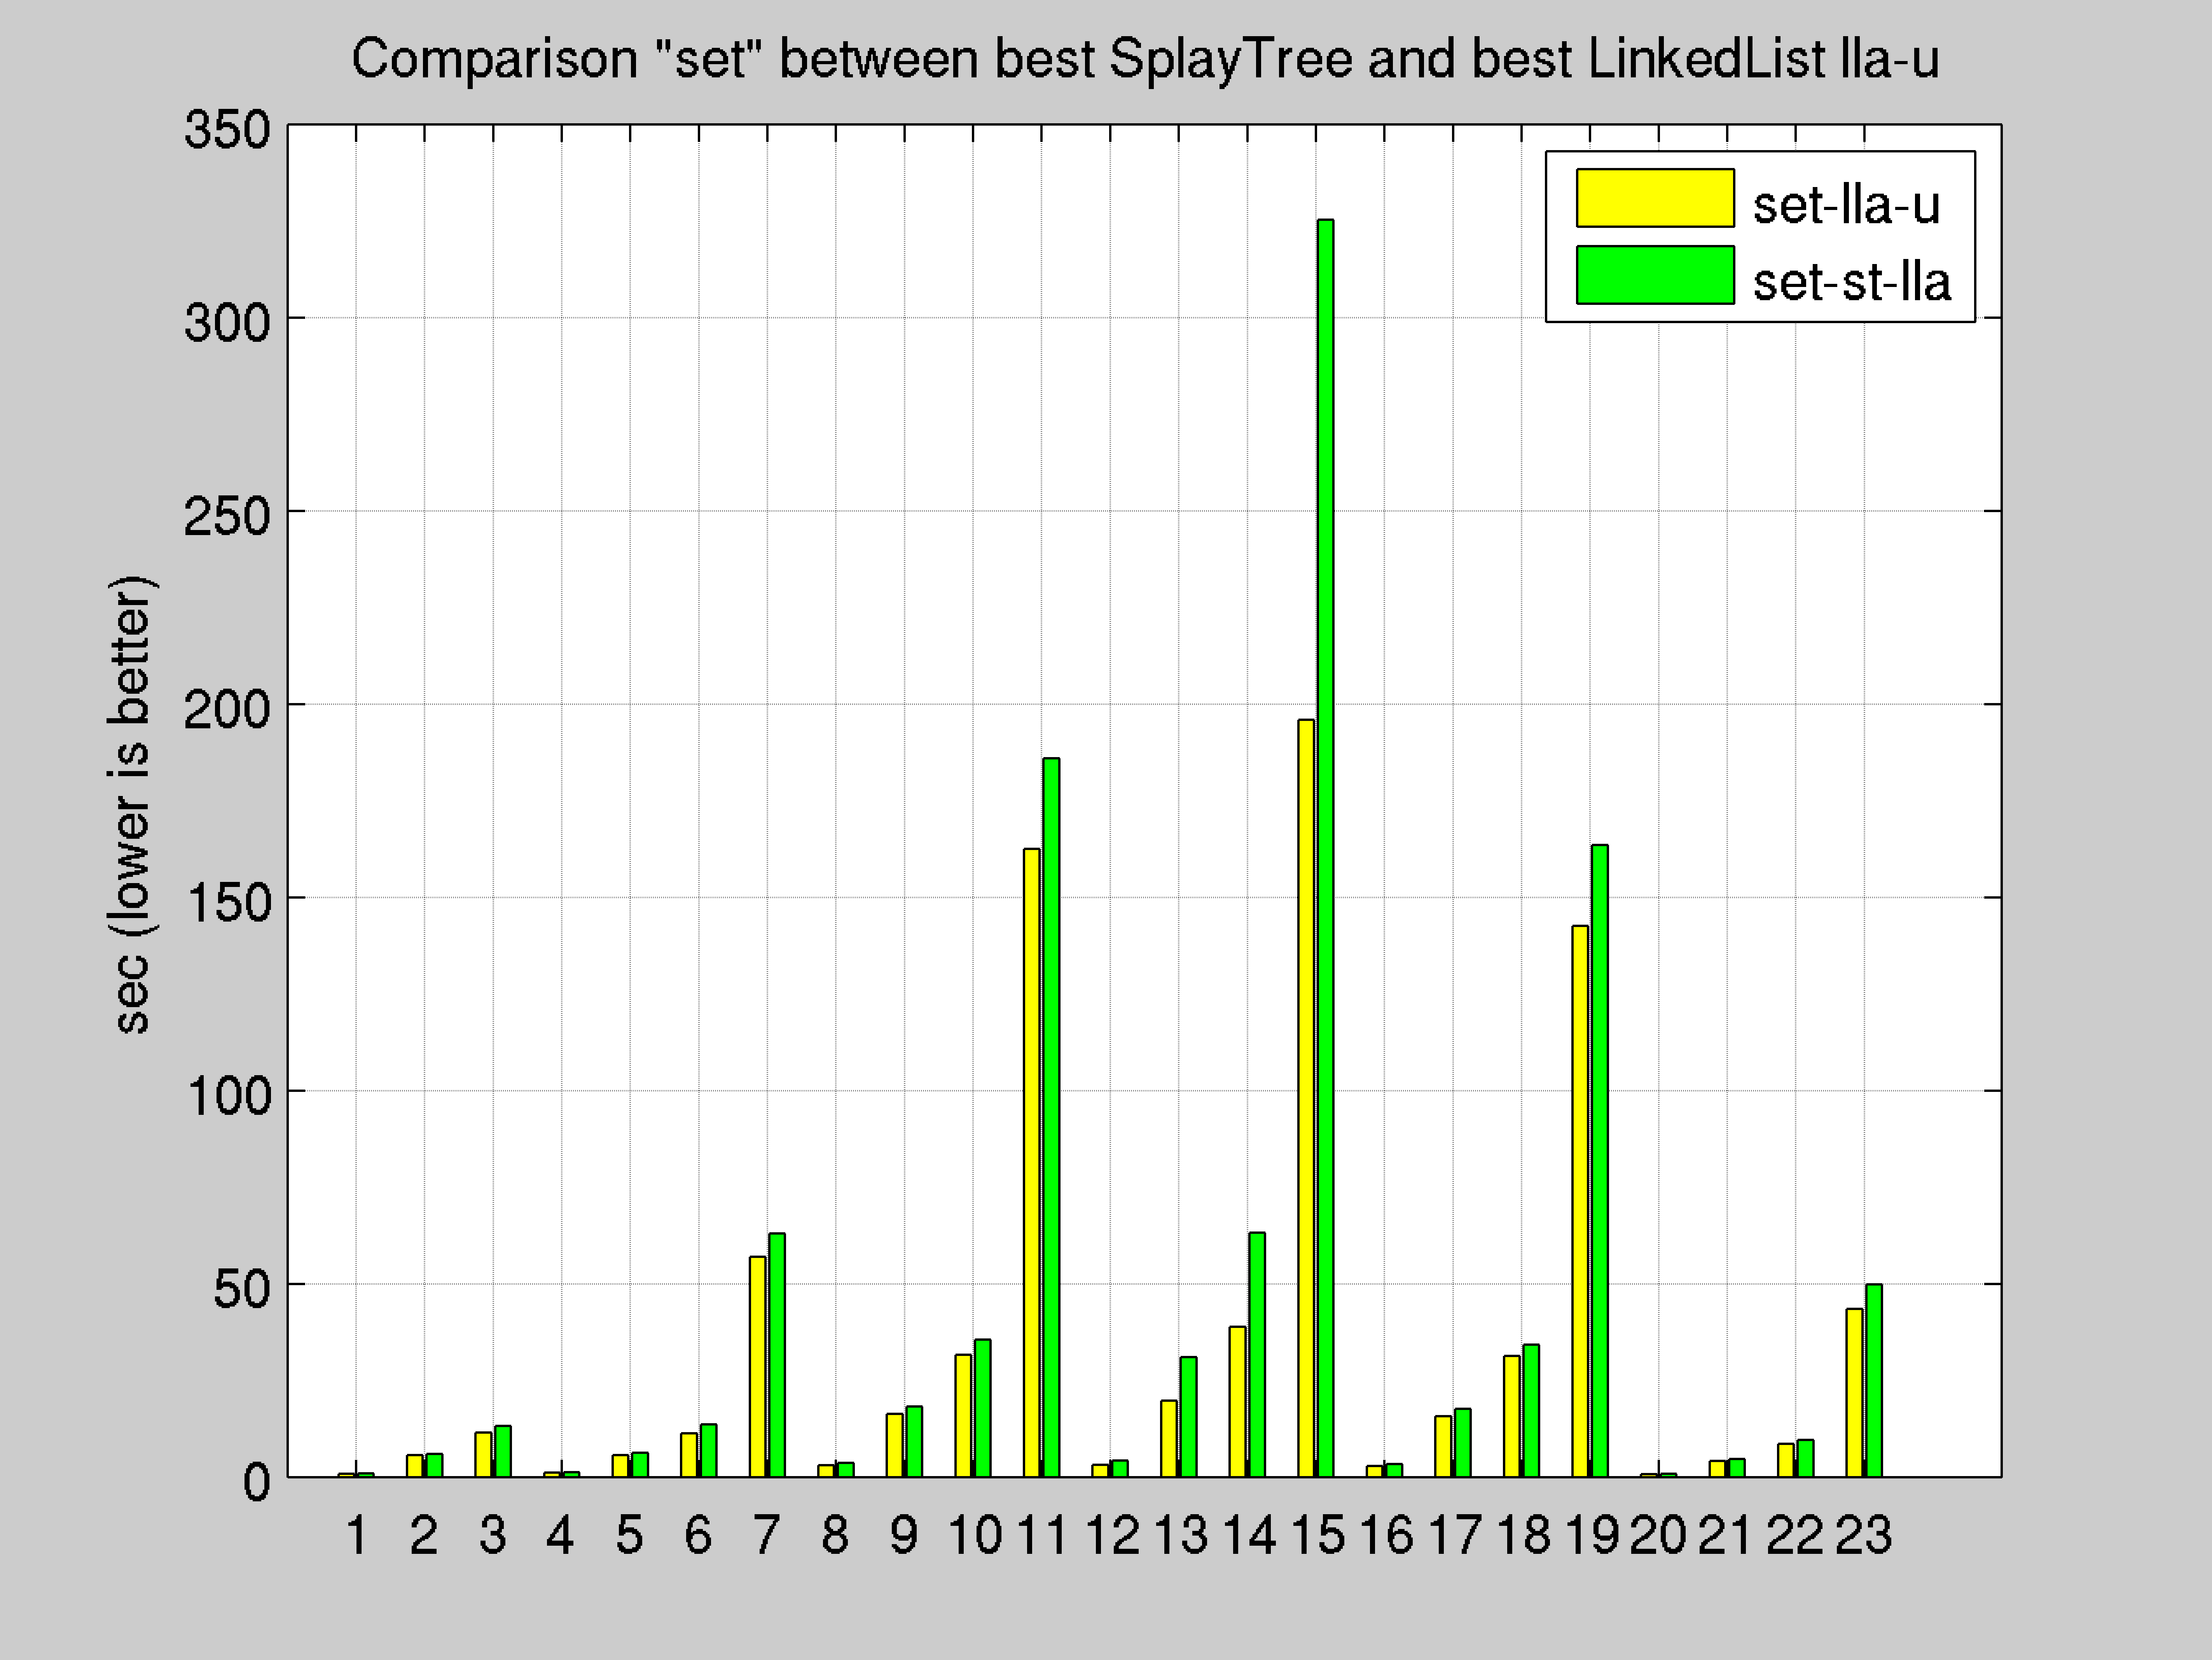 Comparison "set" between best SplayTree and best LinkedList lla-u
350
300
250
200
150
100
50
0
sec (lower is better)
set-lla-u
set-st-lla
1 2 3 4 5 6 7 8 9 10 11 12 13 14 15 16 17 18 19 20 21 22 23